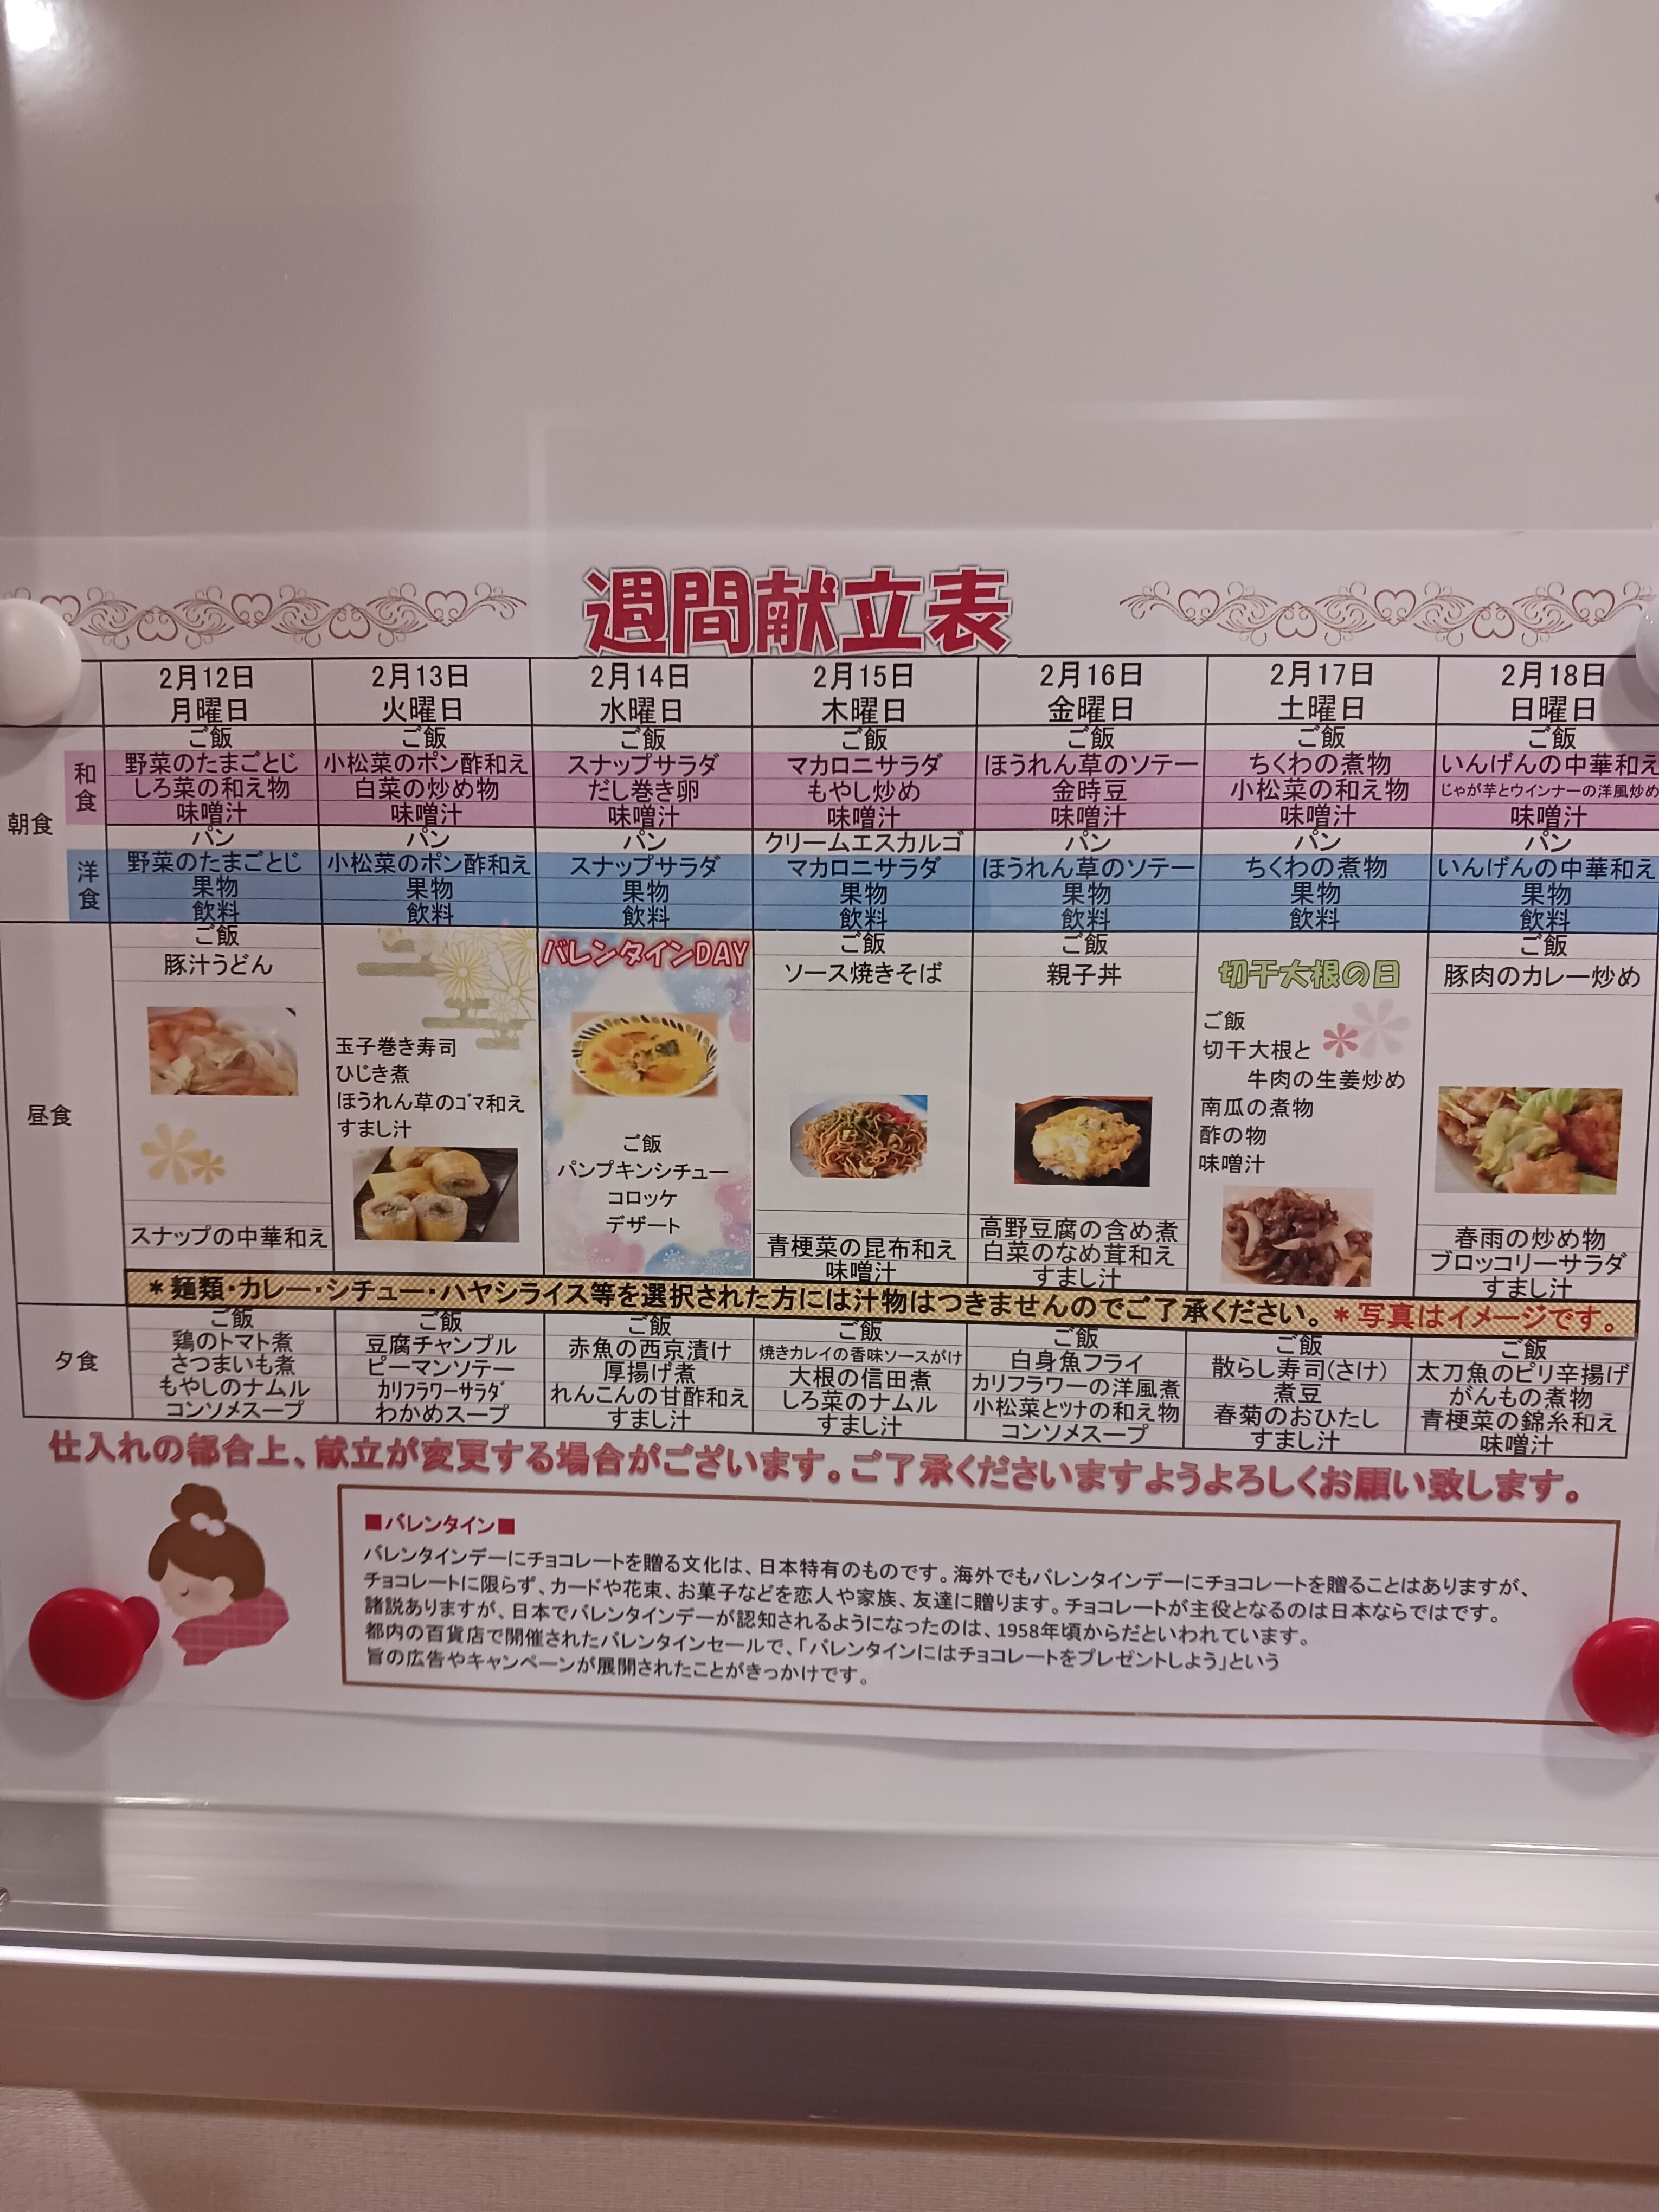 週間献立表
2月12日 2月13日 2月14日 2月15日 2月16日 2月17日 2月18日
月曜日 火曜日 水曜日 木曜日 金曜日 土曜日 日曜日
朝食
和食
ご飯 ご飯 ご飯 ご飯 ご飯 ご飯 ご飯
野菜のたまごとじ 小松菜のポン酢和え スナップサラダ マカロニサラダ ほうれん草のソテー ちくわの煮物 いんげんの中華和え
しろ菜の和え物 白菜の炒め物 だし巻き卵 もやし炒め 金時豆 小松菜の和え物 じゃが芋とウインナーの洋風炒め
味噌汁 味噌汁 味噌汁 味噌汁 味噌汁 味噌汁 味噌汁
洋食
パン パン パン クリームエスカルゴ パン パン パン
野菜のたまごとじ 小松菜のポン酢和え スナップサラダ マカロニサラダ ほうれん草のソテー ちくわの煮物 いんげんの中華和え
果物 果物 果物 果物 果物 果物 果物
飲料 飲料 飲料 飲料 飲料 飲料 飲料
昼食
ご飯
豚汁うどん
スナップの中華和え
玉子巻き寿司
ひじき煮
ほうれん草のｺﾞﾏ和え
すまし汁
バレンタインDAY
ご飯
パンプキンシチュー
コロッケ
デザート
ご飯
ソース焼きそば
青梗菜の昆布和え
味噌汁
ご飯
親子丼
高野豆腐の含め煮
白菜のなめ茸和え
すまし汁
切干大根の日
ご飯
切干大根と
牛肉の生姜炒め
南瓜の煮物
酢の物
味噌汁
ご飯
豚肉のカレー炒め
春雨の炒め物
ブロッコリーサラダ
すまし汁
＊麺類・カレー・シチュー・ハヤシライス等を選択された方には汁物はつきませんのでご了承ください。＊写真はイメージです。
夕食
ご飯 ご飯 ご飯 ご飯 ご飯 ご飯 ご飯
鶏のトマト煮 豆腐チャンプル 赤魚の西京漬け 焼きカレイの香味ソースがけ 白身魚フライ 散らし寿司(さけ) 太刀魚のピリ辛揚げ
さつまいも煮 ピーマンソテー 厚揚げ煮 大根の信田煮 カリフラワーの洋風煮 煮豆 がんもの煮物
もやしのナムル ｶﾘﾌﾗﾜｰｻﾗﾀﾞ れんこんの甘酢和え しろ菜のナムル 小松菜とﾂﾅの和え物 春菊のおひたし 青梗菜の錦糸和え
コンソメスープ わかめスープ すまし汁 すまし汁 コンソメスープ すまし汁 味噌汁
仕入れの都合上、献立が変更する場合がございます。ご了承くださいますようよろしくお願い致します。
■バレンタイン■
バレンタインデーにチョコレートを贈る文化は、日本特有のものです。海外でもバレンタインデーにチョコレートを贈ることはありますが、
チョコレートに限らず、カードや花束、お菓子などを恋人や家族、友達に贈ります。チョコレートが主役となるのは日本ならではです。
諸説ありますが、日本でバレンタインデーが認知されるようになったのは、1958年頃からだといわれています。
都内の百貨店で開催されたバレンタインセールで、「バレンタインにはチョコレートをプレゼントしよう」という
旨の広告やキャンペーンが展開されたことがきっかけです。